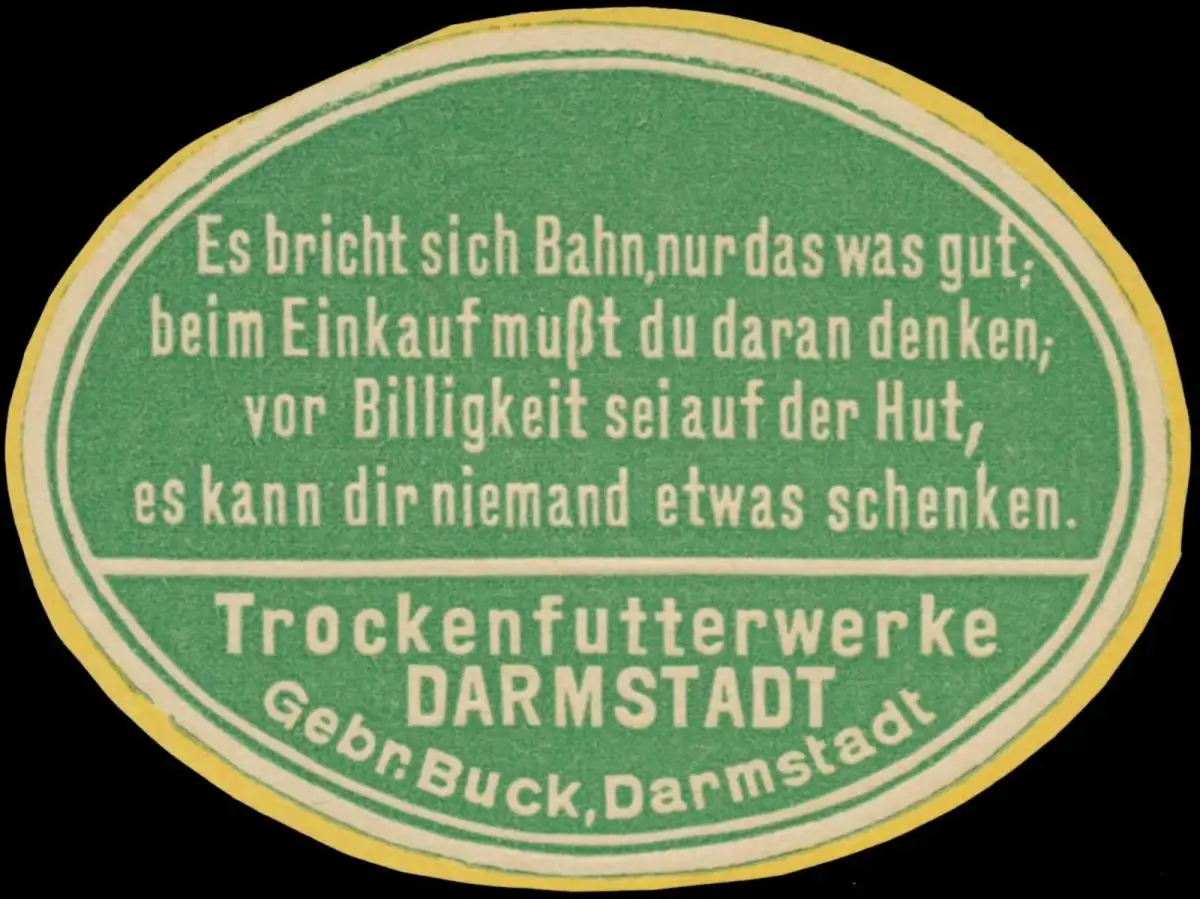 Es bricht sich Bahn, nur das was gut;
beim Einkauf mußt du daran denken;
vor Billigkeit sei auf der Hut,
es kann dir niemand etwas schenken.
Trockenfutterwerke
DARMSTADT
Gebr. Buck, Darmstadt